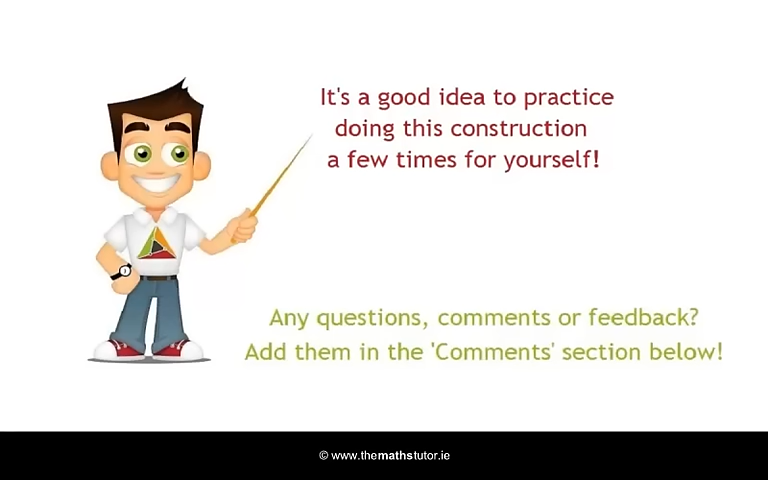 It's a good idea to practice
doing this construction
a few times for yourself!
Any questions, comments or feedback?
Add them in the 'Comments' section below!
© www.themathstutor.ie